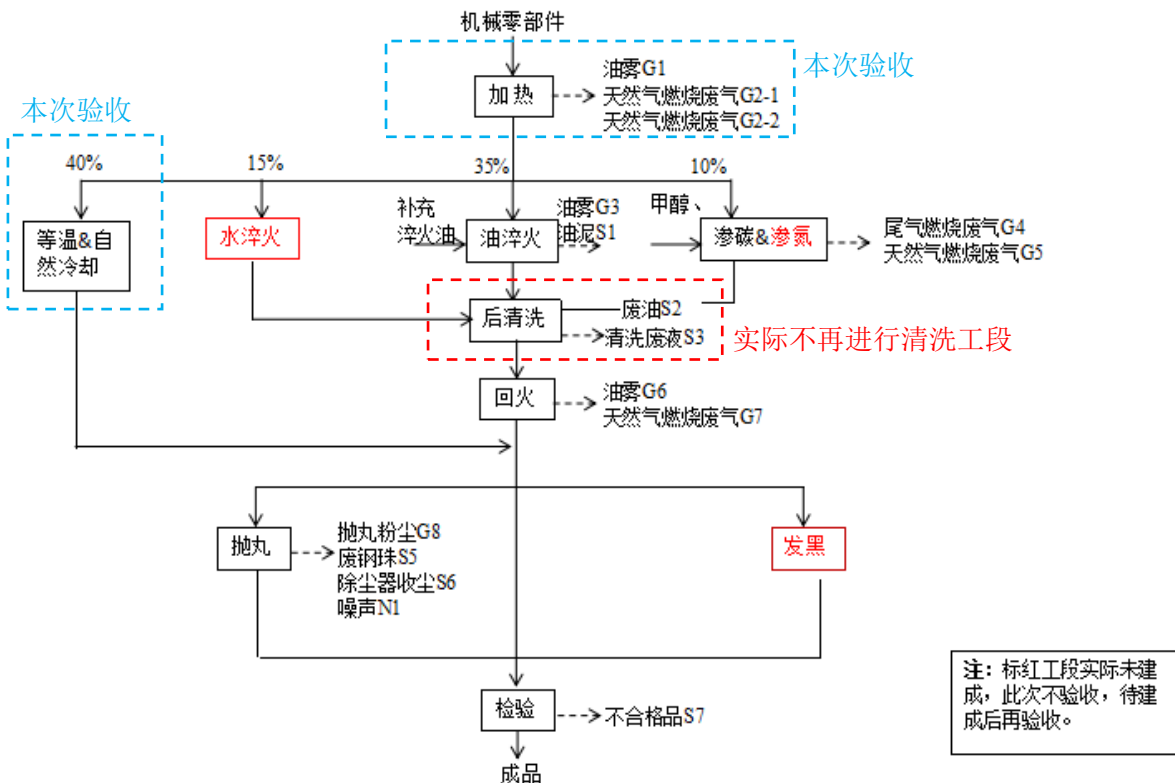 机械零部件
本次验收
加热
油雾G1
天然气燃烧废气G2-1
天然气燃烧废气G2-2
本次验收
40%
15%
35%
10%
等温&自
然冷却
水淬火
补充
淬火油
油淬火
油雾G3
油泥S1
甲醇、
渗碳&渗氮
尾气燃烧废气G4
天然气燃烧废气G5
后清洗
废油S2
清洗废液S3
实际不再进行清洗工段
回火
油雾G6
天然气燃烧废气G7
抛丸
抛丸粉尘G8
废钢珠S5
除尘器收尘S6
噪声N1
发黑
检验
不合格品S7
成品
注：标红工段实际未建
成，此次不验收，待建
成后再验收。